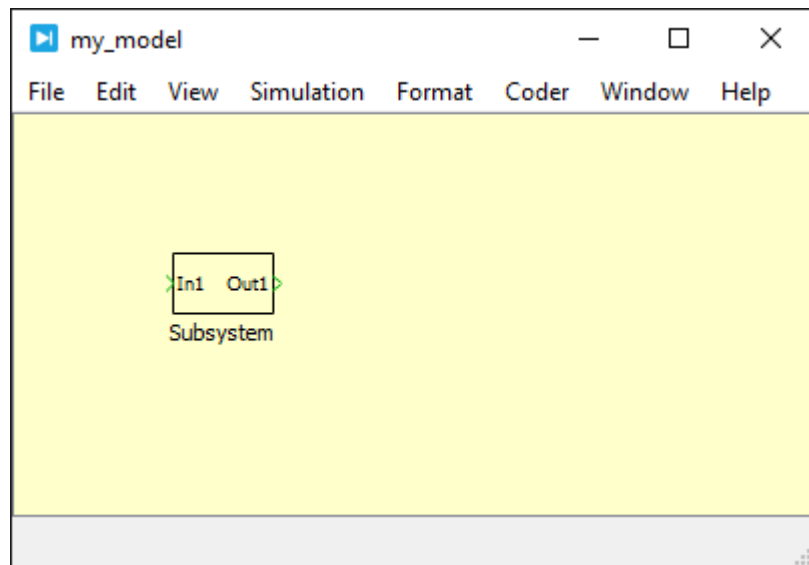 my_model
File Edit View Simulation Format Coder Window Help
In1 Out1
Subsystem